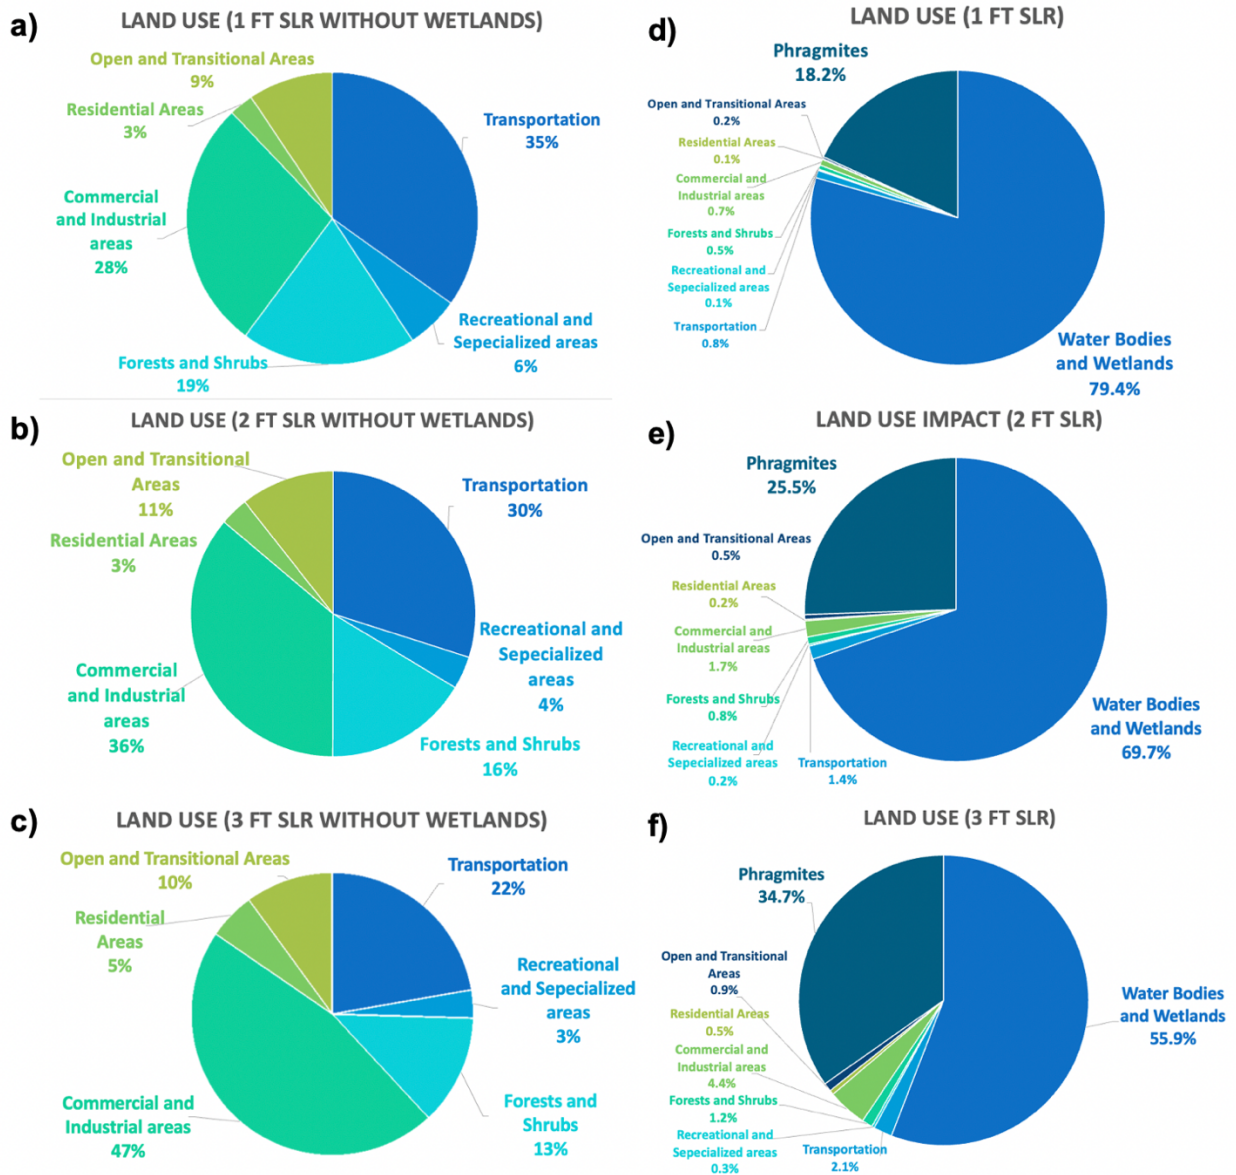 a)
LAND USE (1 FT SLR WITHOUT WETLANDS)
Open and Transitional Areas
9%
Residential Areas
3%
Commercial
and Industrial
areas
28%
Forests and Shrubs
19%
Transportation
35%
Recreational and
Sepecialized areas
6%
d)
LAND USE (1 FT SLR)
Phragmites
18.2%
Open and Transitional Areas
0.2%
Residential Areas
0.1%
Commercial and
Industrial areas
0.7%
Forests and Shrubs
0.5%
Recreational and
Sepecialized areas
0.1%
Transportation
0.8%
Water Bodies
and Wetlands
79.4%
b)
LAND USE (2 FT SLR WITHOUT WETLANDS)
Open and Transitional
Areas
11%
Residential Areas
3%
Commercial
and Industrial
areas
36%
Transportation
30%
Recreational and
Sepecialized
areas
4%
Forests and Shrubs
16%
e)
LAND USE IMPACT (2 FT SLR)
Phragmites
25.5%
Open and Transitional Areas
0.5%
Residential Areas
0.2%
Commercial and
Industrial areas
1.7%
Forests and Shrubs
0.8%
Recreational and
Sepecialized areas
0.2%
Transportation
1.4%
Water Bodies
and Wetlands
69.7%
c)
LAND USE (3 FT SLR WITHOUT WETLANDS)
Open and Transitional Areas
10%
Residential
Areas
5%
Commercial and
Industrial areas
47%
Transportation
22%
Recreational
and Sepecialized
areas
3%
Forests and
Shrubs
13%
f)
LAND USE (3 FT SLR)
Phragmites
34.7%
Open and Transitional
Areas
0.9%
Residential Areas
0.5%
Commercial and
Industrial areas
4.4%
Forests and Shrubs
1.2%
Recreational and
Sepecialized areas
0.3%
Transportation
2.1%
Water Bodies
and Wetlands
55.9%